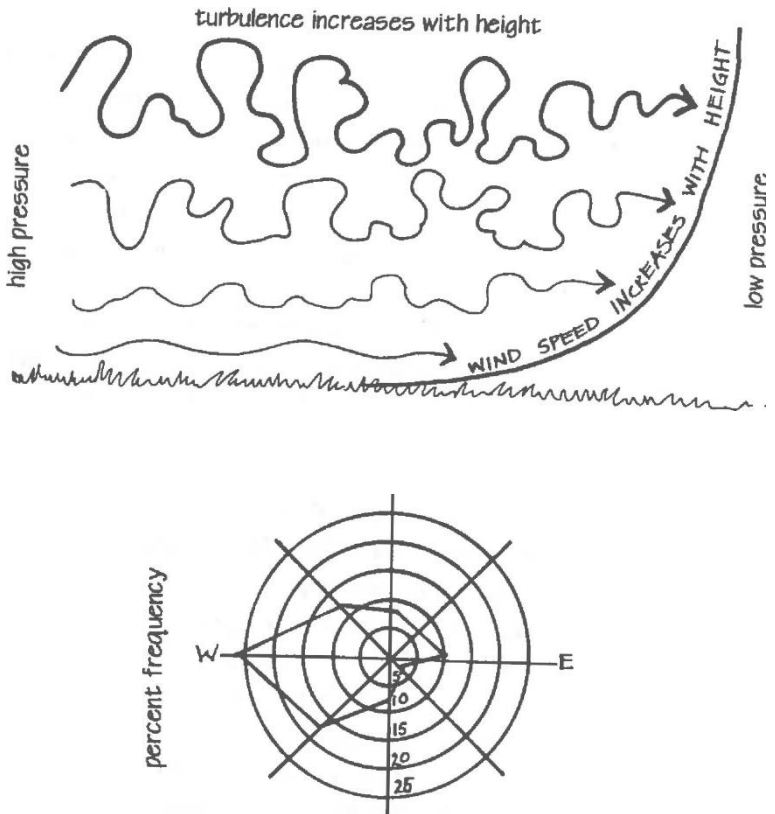 turbulence increases with height
high pressure
WIND SPEED INCREASES WITH HEIGHT
low pressure
percent frequency
W
E
5
10
15
20
25